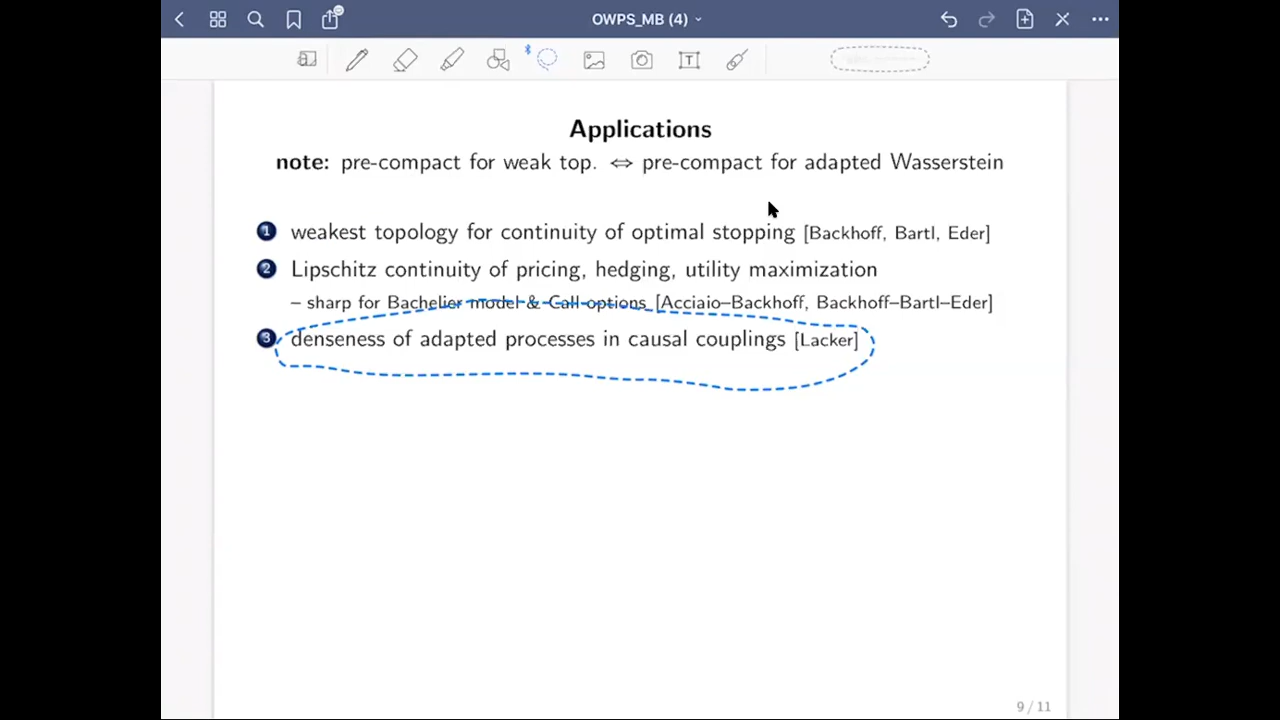 OWPS_MB (4)
Applications
note: pre-compact for weak top. ⇔ pre-compact for adapted Wasserstein
1 weakest topology for continuity of optimal stopping [Backhoff, Bartl, Eder]
2 Lipschitz continuity of pricing, hedging, utility maximization
– sharp for Bachelier model & Call-options [Acciaio–Backhoff, Backhoff–Bartl–Eder]
3 denseness of adapted processes in causal couplings [Lacker]
9 / 11